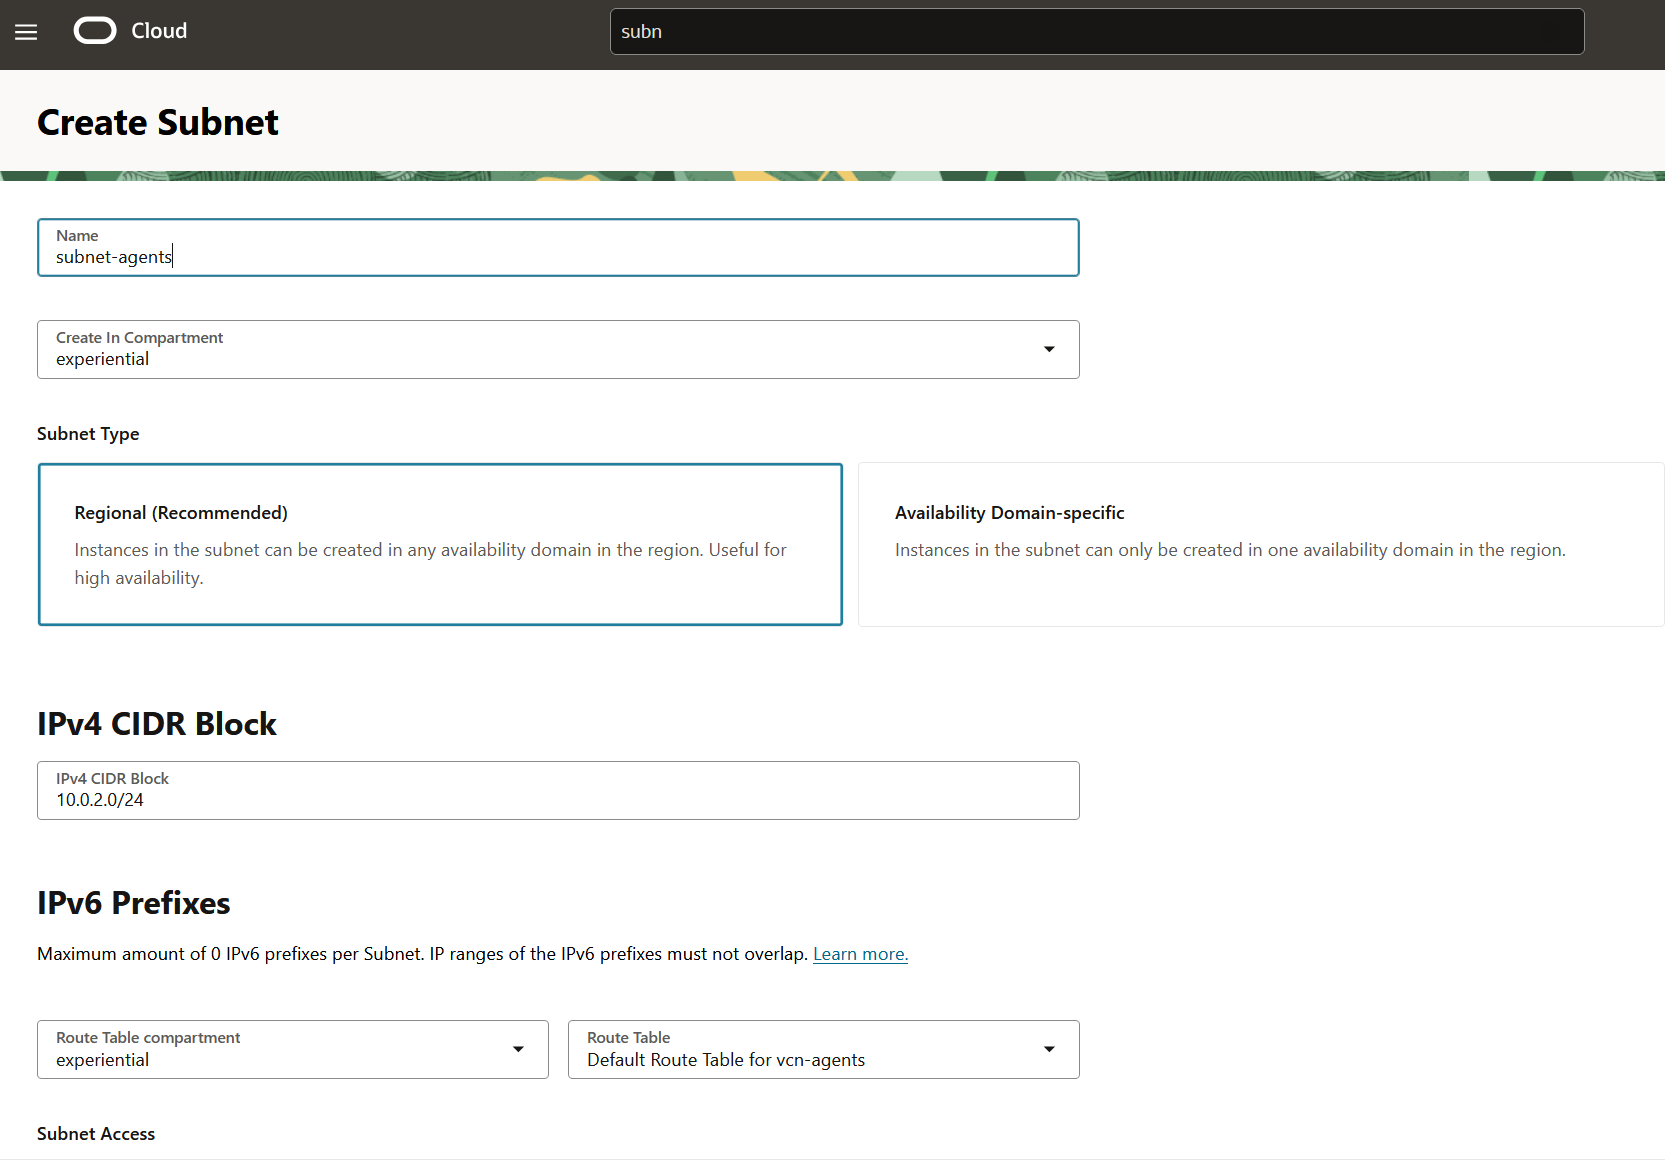 Cloud
subn
Create Subnet
Name
subnet-agents
Create In Compartment
experiential
Subnet Type
Regional (Recommended)
Instances in the subnet can be created in any availability domain in the region. Useful for
high availability.
Availability Domain-specific
Instances in the subnet can only be created in one availability domain in the region.
IPv4 CIDR Block
IPv4 CIDR Block
10.0.2.0/24
IPv6 Prefixes
Maximum amount of 0 IPv6 prefixes per Subnet. IP ranges of the IPv6 prefixes must not overlap. Learn more.
Route Table compartment
experiential
Route Table
Default Route Table for vcn-agents
Subnet Access